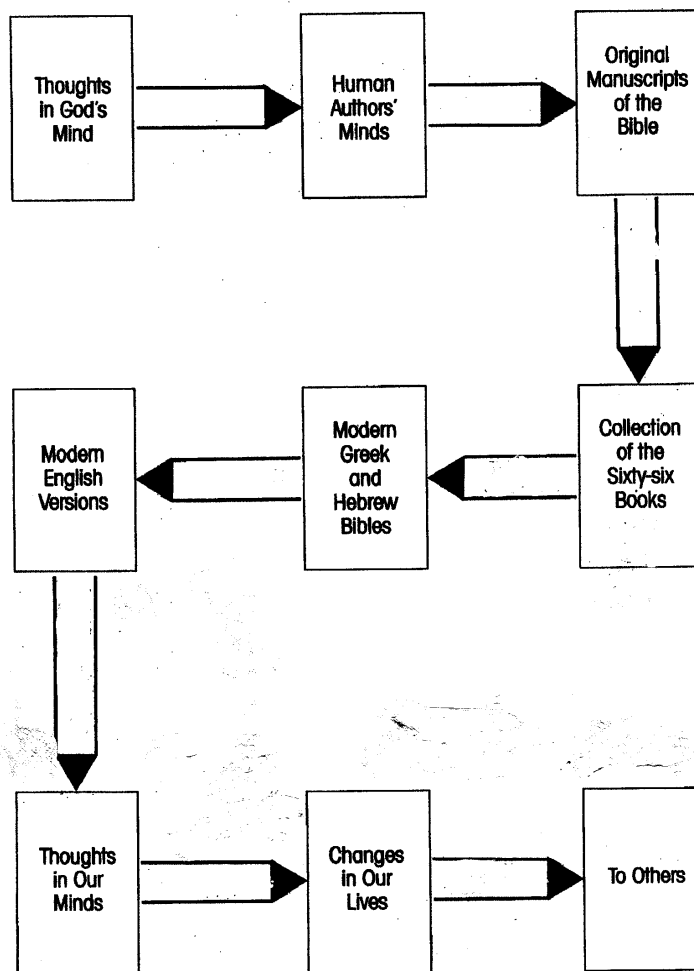 Thoughts
in God's
Mind
Human
Authors'
Minds
Original
Manuscripts
of the
Bible
Collection
of the
Sixty-six
Books
Modern
Greek
and
Hebrew
Bibles
Modern
English
Versions
Thoughts
in Our
Minds
Changes
in Our
Lives
To Others